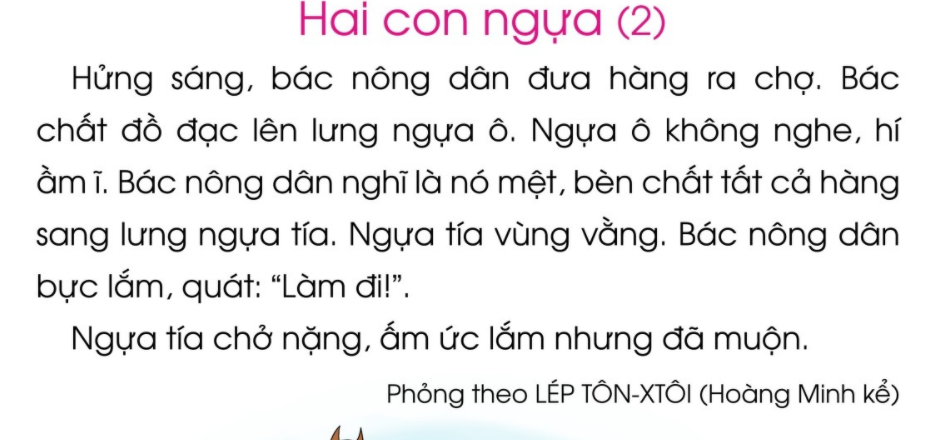 Hai con ngựa (2)
Hửng sáng, bác nông dân đưa hàng ra chợ. Bác
chất đồ đạc lên lưng ngựa ô. Ngựa ô không nghe, hí
ầm ĩ. Bác nông dân nghĩ là nó mệt, bèn chất tất cả hàng
sang lưng ngựa tía. Ngựa tía vùng vằng. Bác nông dân
bực lắm, quát: “Làm đi!”.
Ngựa tía chở nặng, ấm ức lắm nhưng đã muộn.
Phỏng theo LÉP TÔN-XTÔI (Hoàng Minh kể)